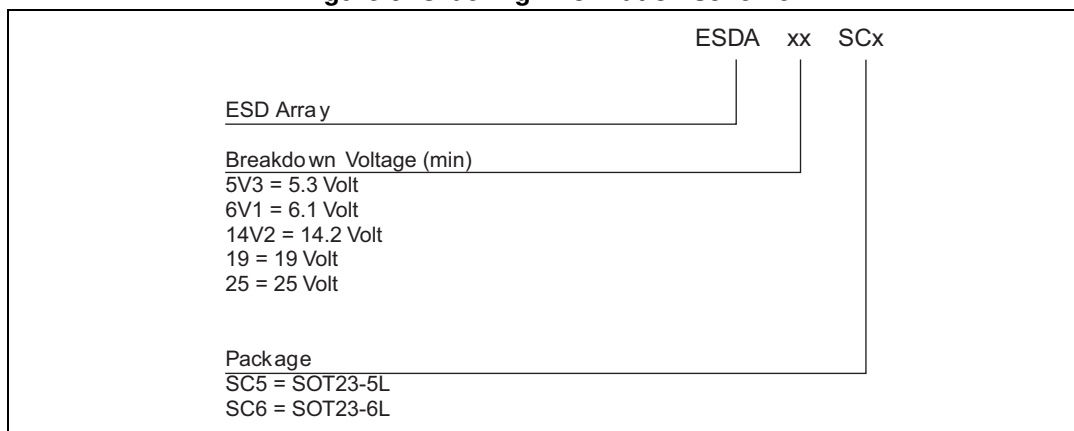 ESDA xx SCx
ESD Array
Breakdown Voltage (min)
5V3 = 5.3 Volt
6V1 = 6.1 Volt
14V2 = 14.2 Volt
19 = 19 Volt
25 = 25 Volt
Package
SC5 = SOT23-5L
SC6 = SOT23-6L